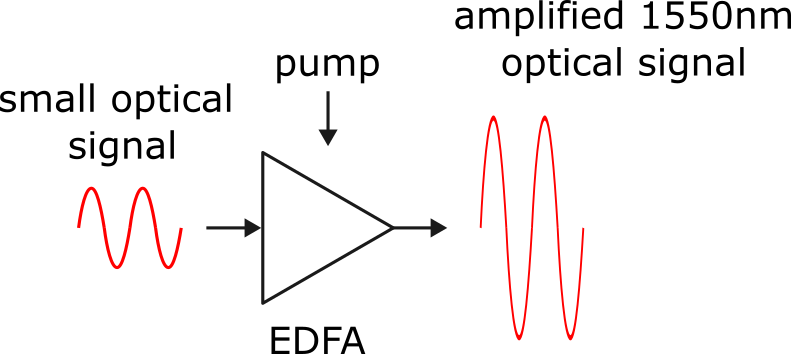 amplified 1550nm
optical signal
pump
small optical
signal
EDFA